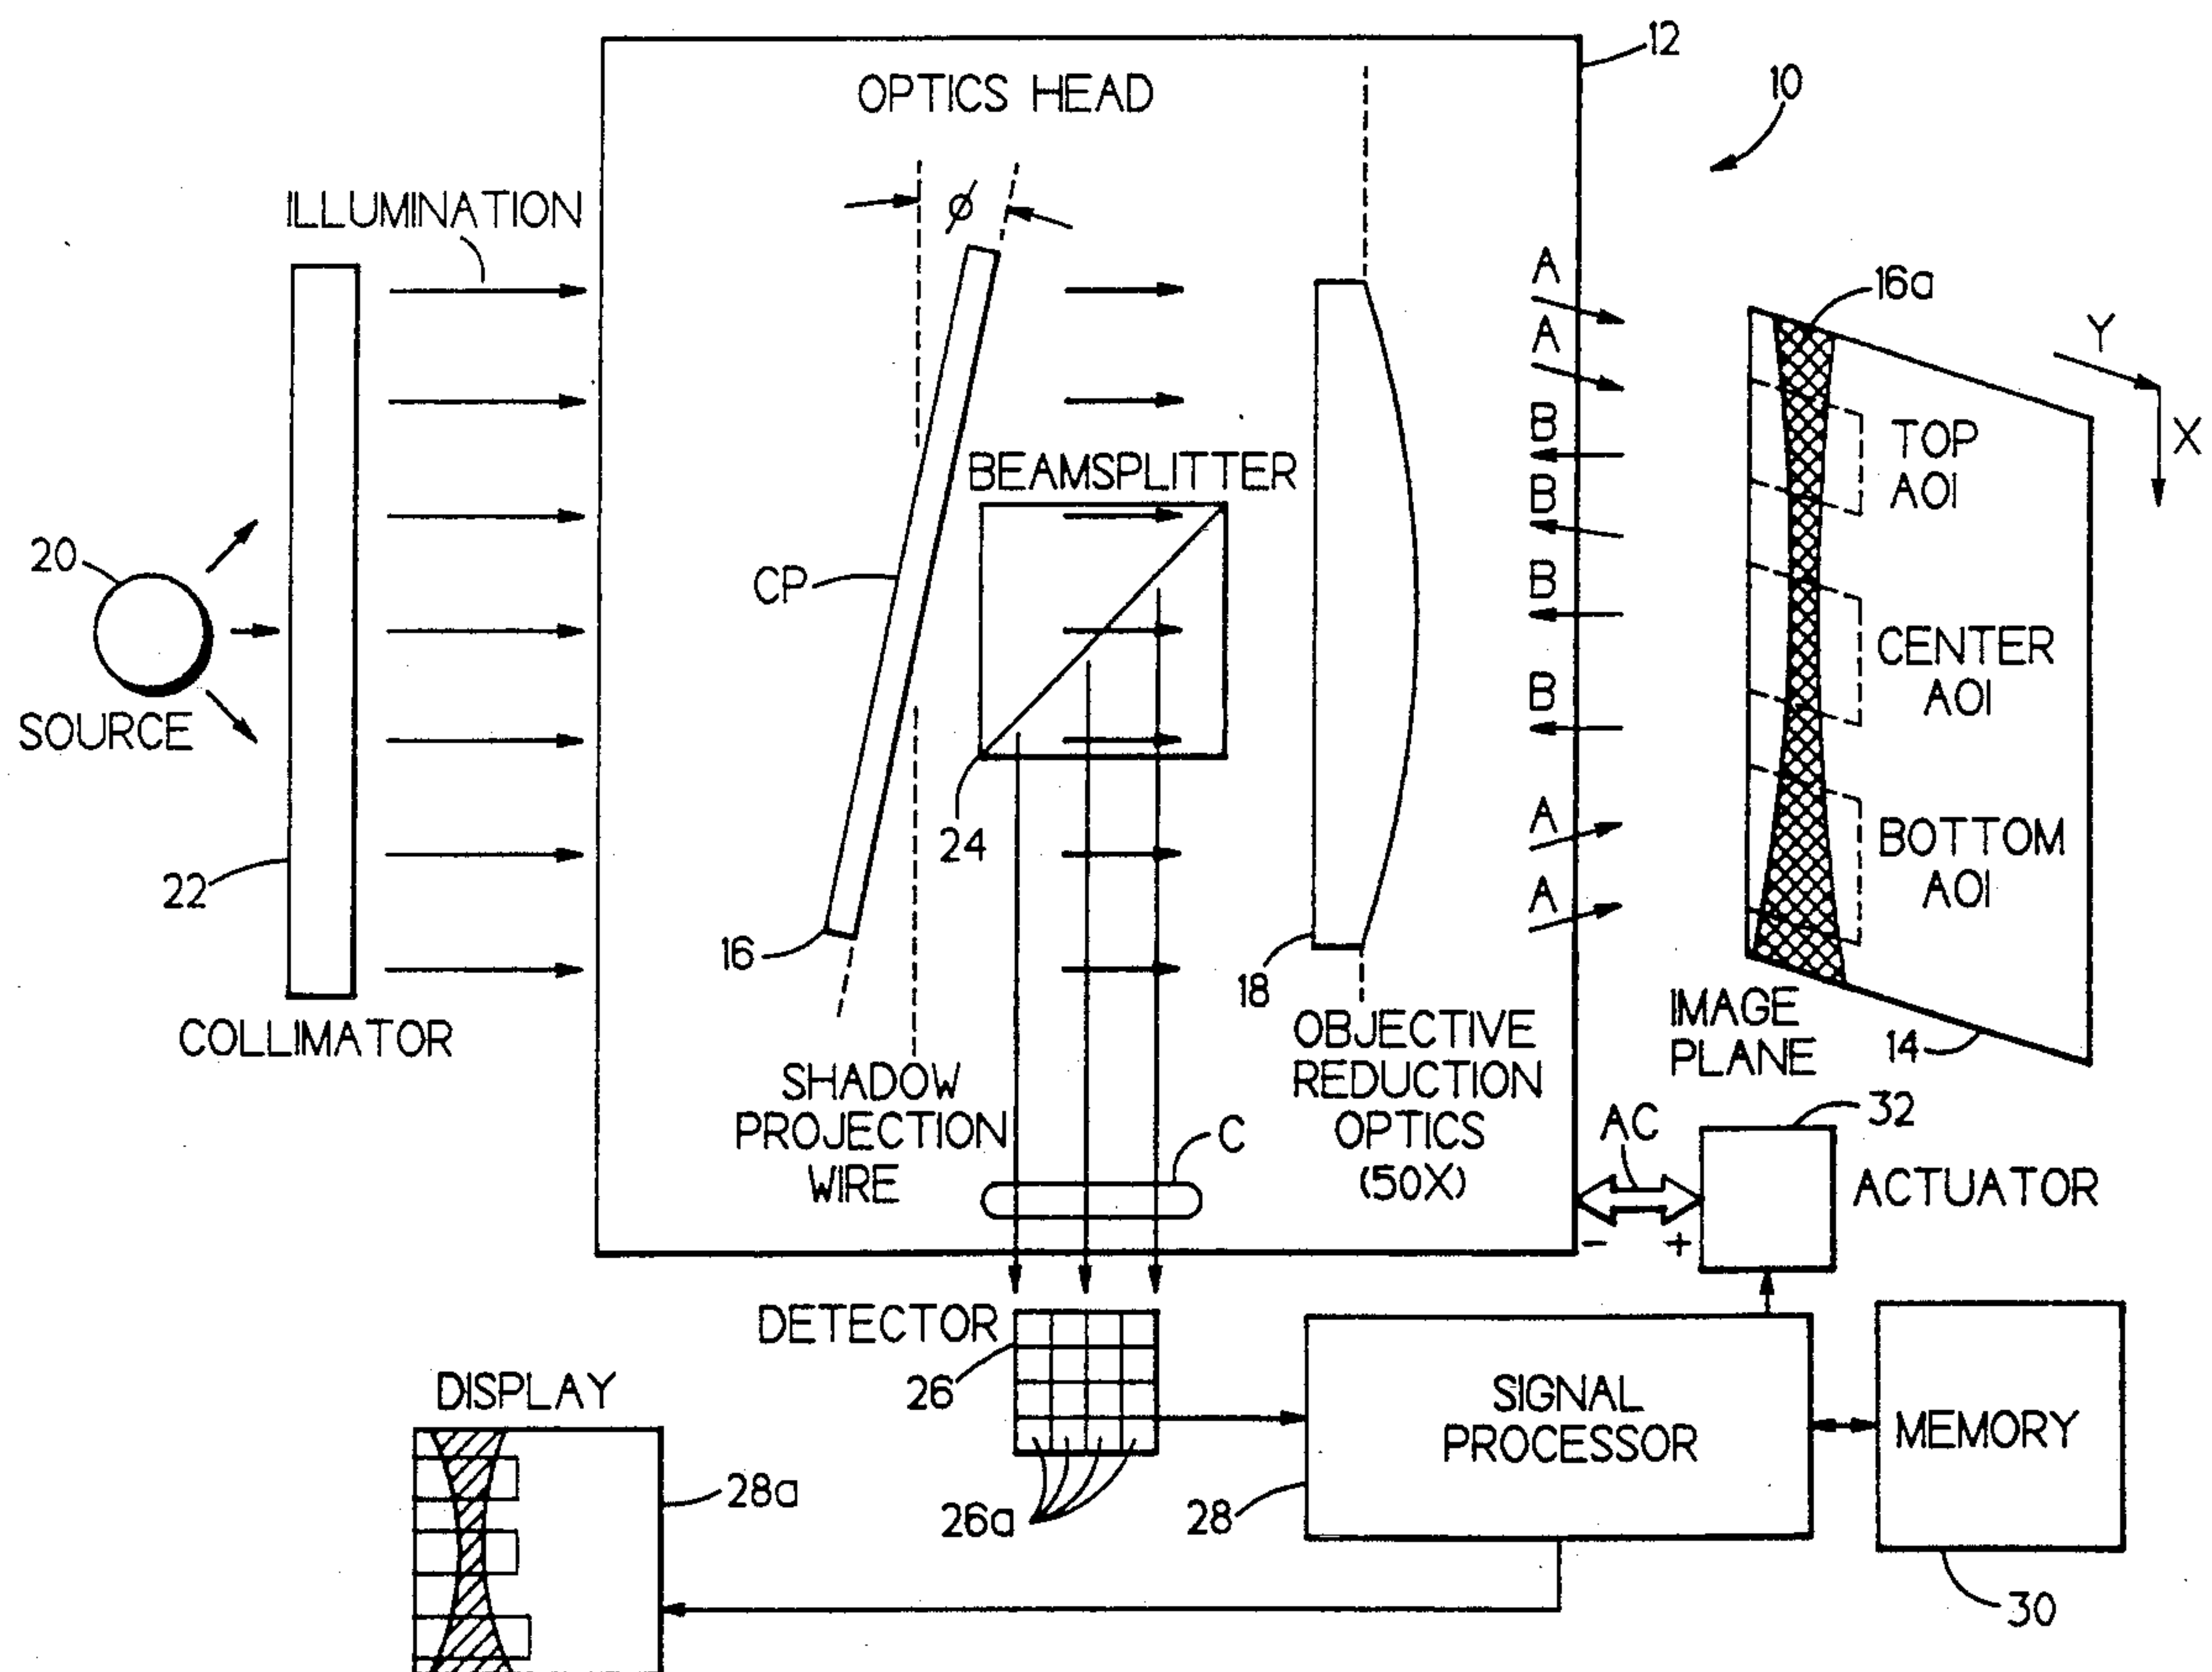 OPTICS HEAD
12
10
ILLUMINATION
ϕ
A
A
B
B
B
B
A
A
16a
Y
X
TOP
AOI
CENTER
AOI
BOTTOM
AOI
BEAMSPLITTER
CP
20
SOURCE
22
COLLIMATOR
24
16
18
SHADOW
PROJECTION
WIRE
OBJECTIVE
REDUCTION
OPTICS
(50X)
IMAGE
PLANE
14
C
AC
32
- +
ACTUATOR
DETECTOR
26
26a
DISPLAY
28a
SIGNAL
PROCESSOR
28
MEMORY
30